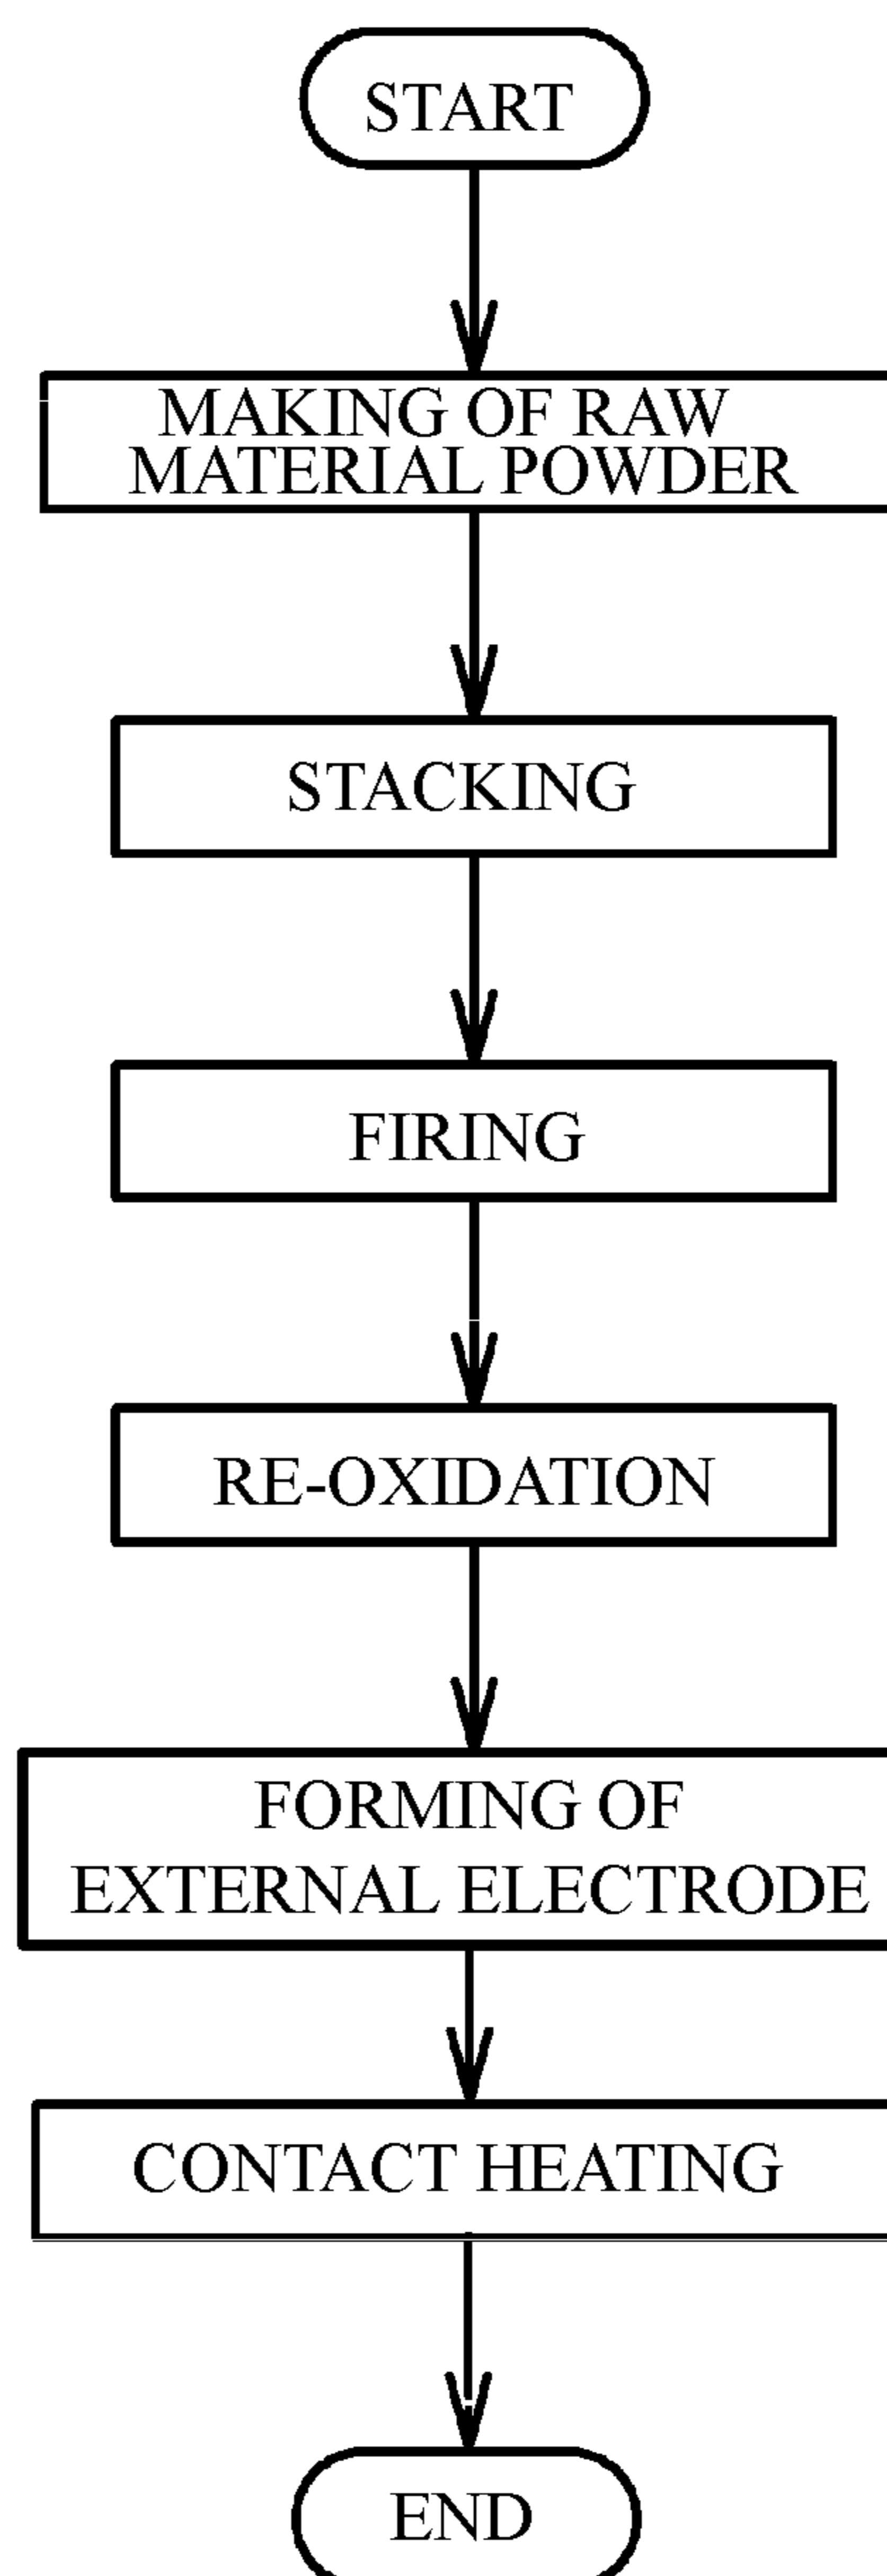 START
MAKING OF RAW
MATERIAL POWDER
STACKING
FIRING
RE-OXIDATION
FORMING OF
EXTERNAL ELECTRODE
CONTACT HEATING
END